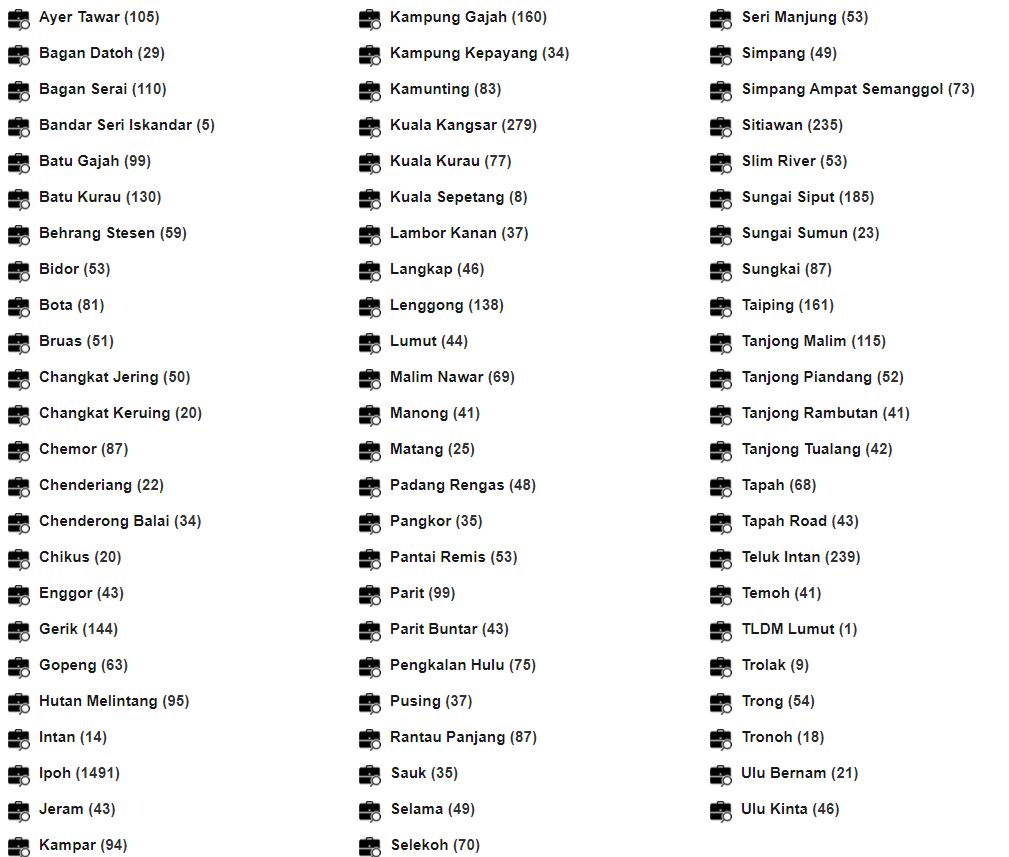 Ayer Tawar (105)
Bagan Datoh (29)
Bagan Serai (110)
Bandar Seri Iskandar (5)
Batu Gajah (99)
Batu Kurau (130)
Behrang Stesen (59)
Bidor (53)
Bota (81)
Bruas (51)
Changkat Jering (50)
Changkat Keruing (20)
Chemor (87)
Chenderiang (22)
Chenderong Balai (34)
Chikus (20)
Enggor (43)
Gerik (144)
Gopeng (63)
Hutan Melintang (95)
Intan (14)
Ipoh (1491)
Jeram (43)
Kampar (94)
Kampung Gajah (160)
Kampung Kepayang (34)
Kamunting (83)
Kuala Kangsar (279)
Kuala Kurau (77)
Kuala Sepetang (8)
Lambor Kanan (37)
Langkap (46)
Lenggong (138)
Lumut (44)
Malim Nawar (69)
Manong (41)
Matang (25)
Padang Rengas (48)
Pangkor (35)
Pantai Remis (53)
Parit (99)
Parit Buntar (43)
Pengkalan Hulu (75)
Pusing (37)
Rantau Panjang (87)
Sauk (35)
Selama (49)
Selekoh (70)
Seri Manjung (53)
Simpang (49)
Simpang Ampat Semanggol (73)
Sitiawan (235)
Slim River (53)
Sungai Siput (185)
Sungai Sumun (23)
Sungkai (87)
Taiping (161)
Tanjong Malim (115)
Tanjong Piandang (52)
Tanjong Rambutan (41)
Tanjong Tualang (42)
Tapah (68)
Tapah Road (43)
Teluk Intan (239)
Temoh (41)
TLDM Lumut (1)
Trolak (9)
Trong (54)
Tronoh (18)
Ulu Bernam (21)
Ulu Kinta (46)